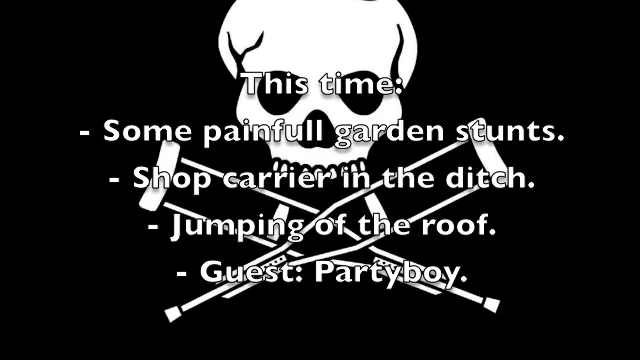 This time:
- Some painfull garden stunts.
- Shop carrier in the ditch.
- Jumping of the roof.
- Guest: Partyboy.